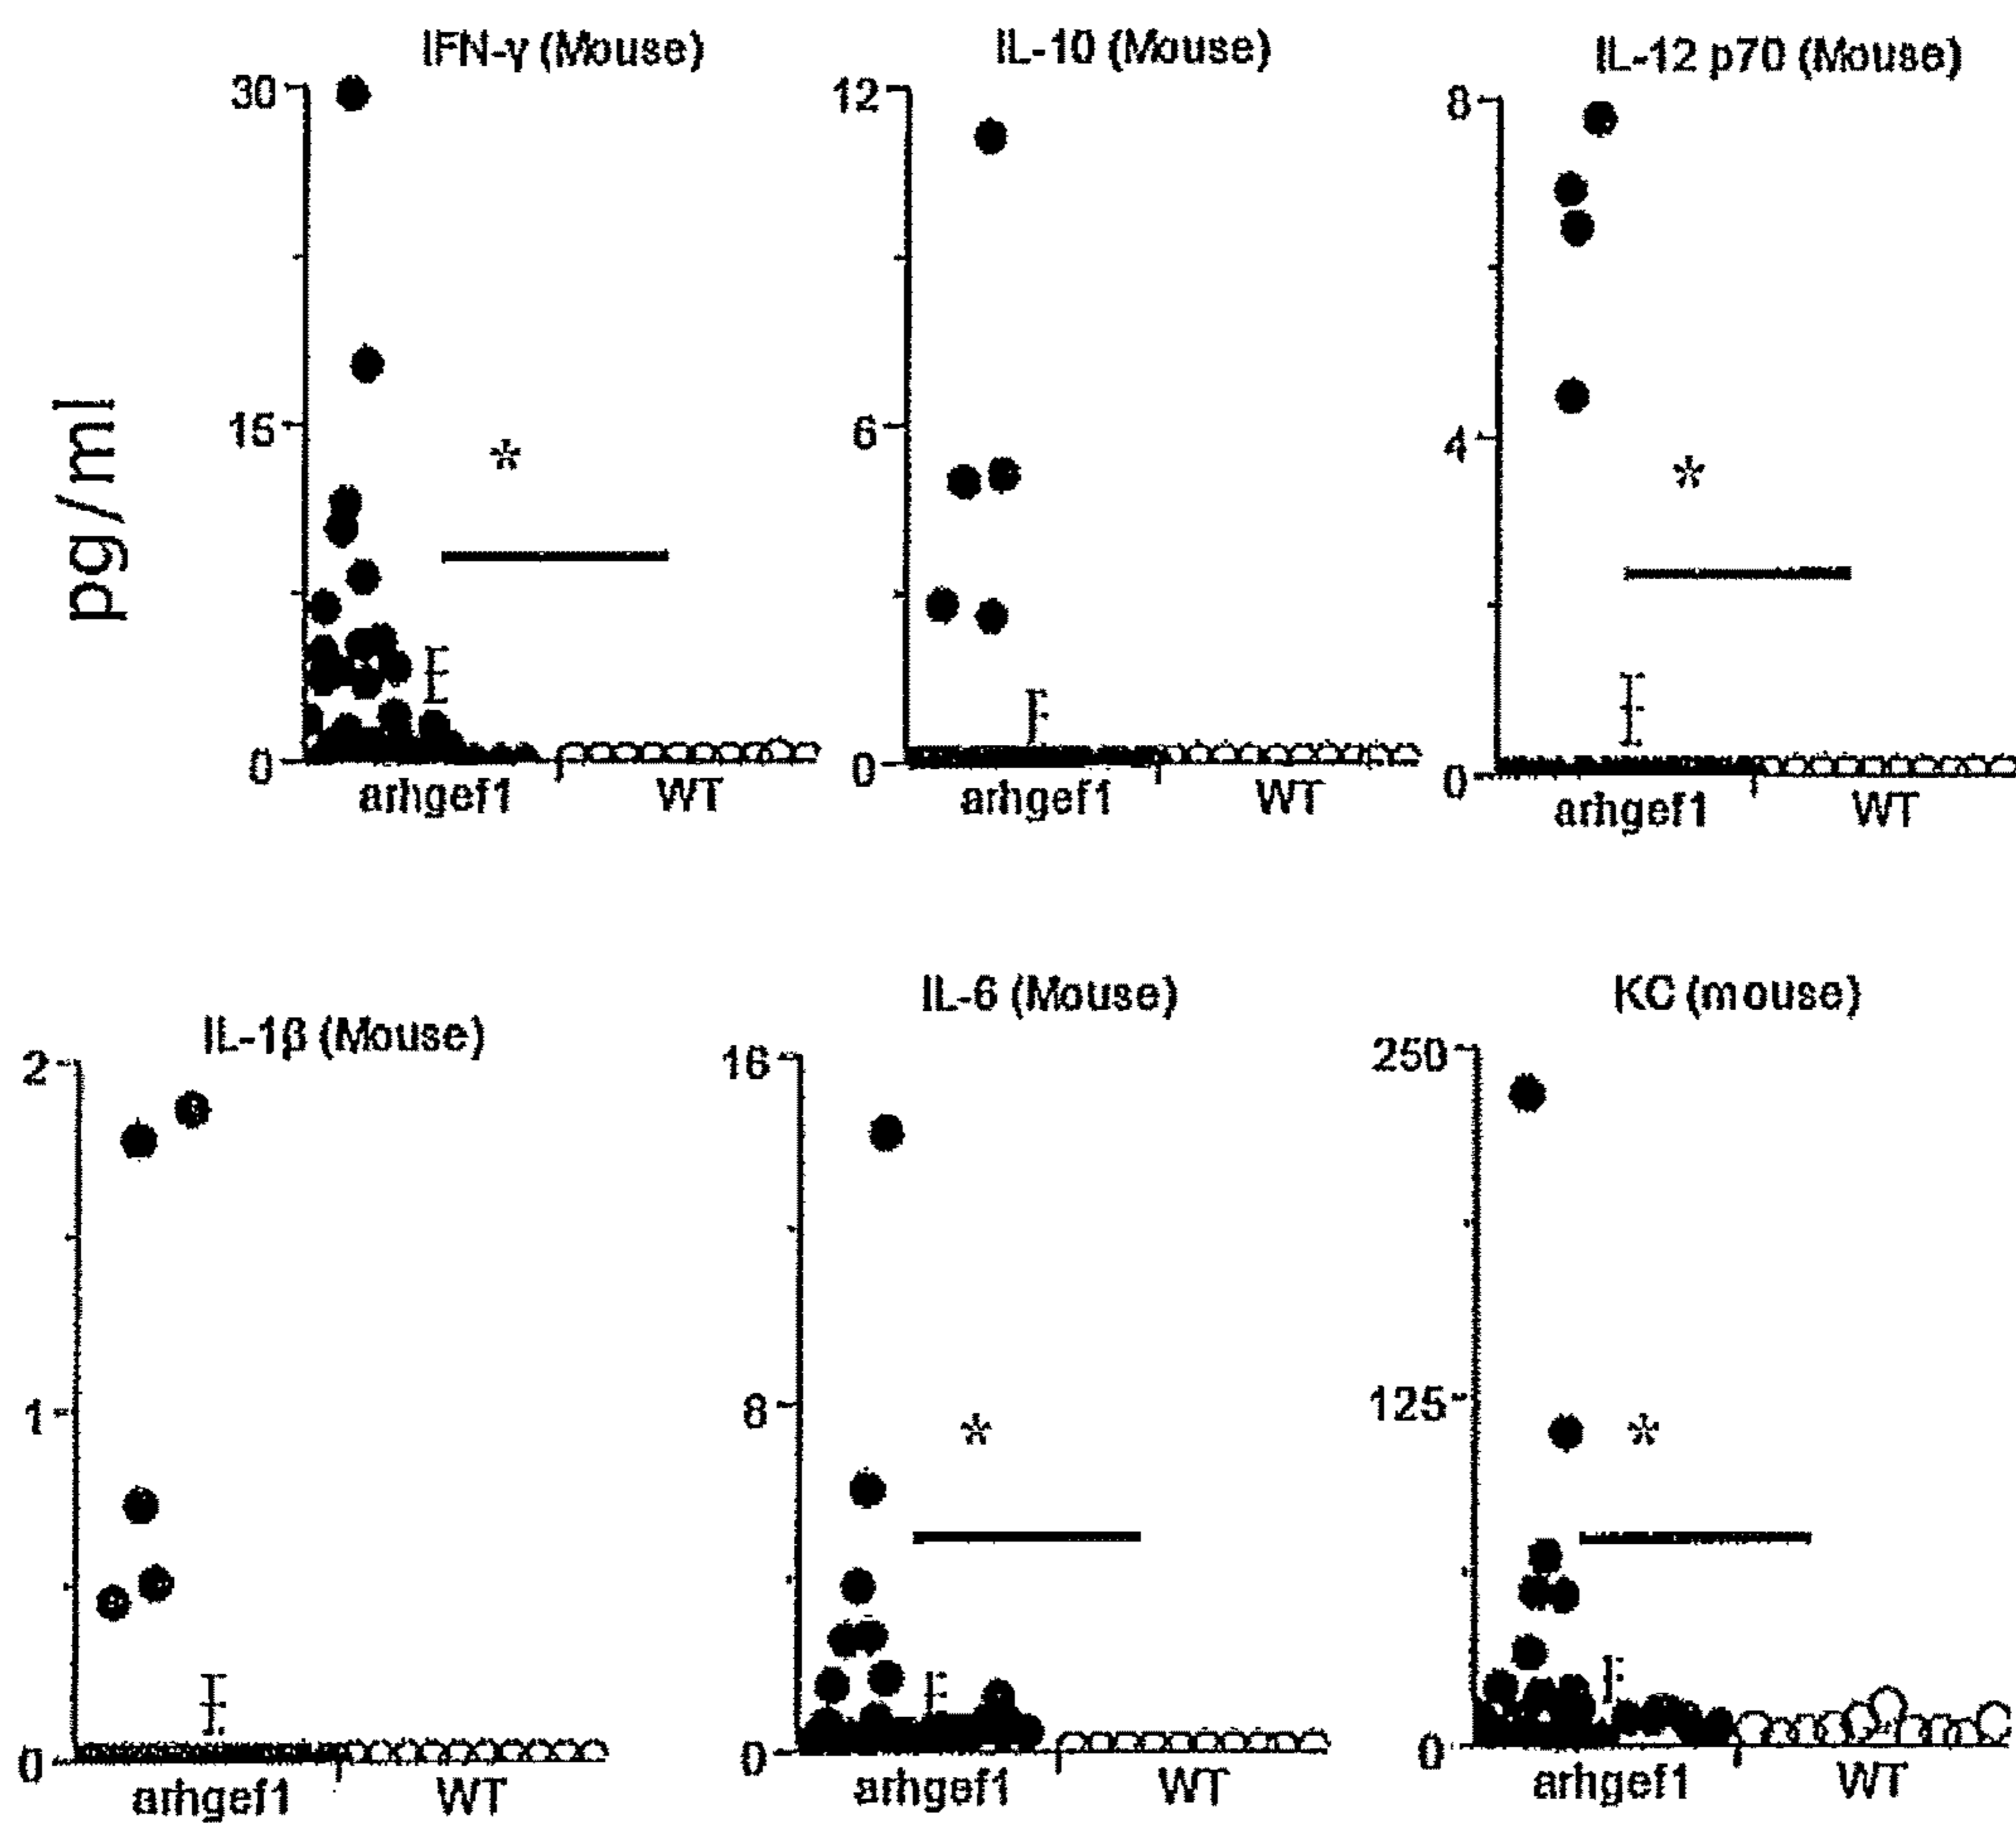 IFN-γ (Mouse)
IL-10 (Mouse)
IL-12 p70 (Mouse)
pg/ml
30
15
0
*
arhgef1
WT
12
6
0
arhgef1
WT
8
4
0
*
arhgef1
WT
IL-1β (Mouse)
IL-6 (Mouse)
KC (mouse)
2
1
0
arhgef1
WT
16
8
0
*
arhgef1
WT
250
125
0
*
arhgef1
WT